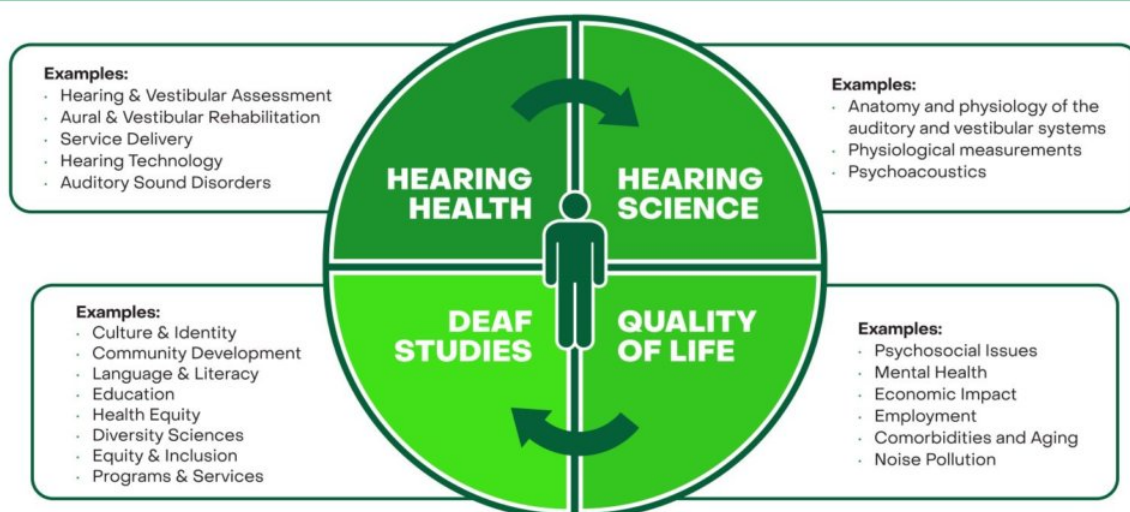 Examples:
· Hearing & Vestibular Assessment
· Aural & Vestibular Rehabilitation
· Service Delivery
· Hearing Technology
· Auditory Sound Disorders
HEARING
HEALTH
HEARING
SCIENCE
Examples:
· Anatomy and physiology of the
auditory and vestibular systems
· Physiological measurements
· Psychoacoustics
Examples:
· Culture & Identity
· Community Development
· Language & Literacy
· Education
· Health Equity
· Diversity Sciences
· Equity & Inclusion
· Programs & Services
DEAF
STUDIES
QUALITY
OF LIFE
Examples:
· Psychosocial Issues
· Mental Health
· Economic Impact
· Employment
· Comorbidities and Aging
· Noise Pollution